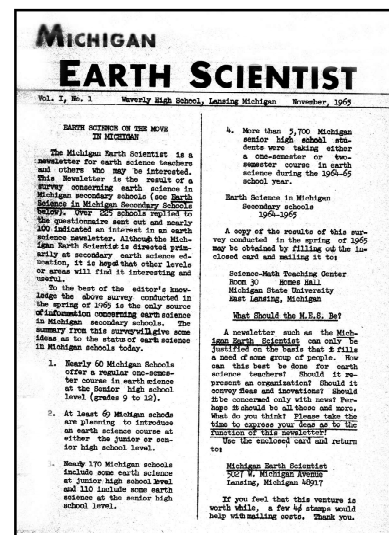 MICHIGAN
EARTH SCIENTIST
Vol. I, No. 1 Waverly High School, Lansing Michigan November, 1965
EARTH SCIENCE ON THE MOVE
IN MICHIGAN
The Michigan Earth Scientist is a
newsletter for earth science teachers
and others who may be interested.
This Newsletter is the result of a
survey concerning earth science in
Michigan secondary schools (see Earth
Science in Michigan Secondary Schools
below). Over 225 schools replied to
the questionnaire sent out and nearly
100 indicated an interest in an earth
science newsletter. Although the Mich-
igan Earth Scientist is directed prim-
arily at secondary earth science ed-
ucation, it is hoped that other levels
or areas will find it interesting and
useful.
To the best of the editor's know-
ledge the above survey conducted in
the spring of 1965 is the only source
of information concerning earth science
in Michigan secondary schools. The
summary from this survey will give some
ideas as to the status of earth science
in Michigan schools today.
1. Nearly 60 Michigan Schools
offer a regular one-semes-
ter course in earth science
at the Senior high school
level (grades 9 to 12).
2. At least 69 Michigan schools
are planning to introduce
an earth science course at
either the junior or sen-
ior high school level.
3. Nearly 170 Michigan schools
include some earth science
at junior high school level
and 110 include some earth
science at the senior high
school level.
4. More than 5,700 Michigan
senior high school stu-
dents were taking either
a one-semester or two-
semester course in earth
science during the 1964-65
school year.
Earth Science in Michigan
Secondary schools
1964-1965
A copy of the results of this sur-
vey conducted in the spring of 1965
may be obtained by filling out the in-
closed card and mailing it to:
Science-Math Teaching Center
Room 30 Homes Hall
Michigan State University
East Lansing, Michigan
What Should the M.E.S. Be?
A newsletter such as the Mich-
igan Earth Scientist can only be
justified on the basis that it fills
a need of some group of people. How
can this best be done for earth
science teachers? Should it re-
present an organization? Should it
convey ideas and inovations? Should
it be concerned only with news? Per-
haps it should be all those and more.
What do you think? Please take the
time to express your deas as to the
function of this newsletter!
Use the enclosed card and return
to:
Michigan Earth Scientist
5027 W. Michigan Avenue
Lansing, Michigan 48917
If you feel that this venture is
worth while, a few 4¢ stamps would
help with mailing costs. Thank you.